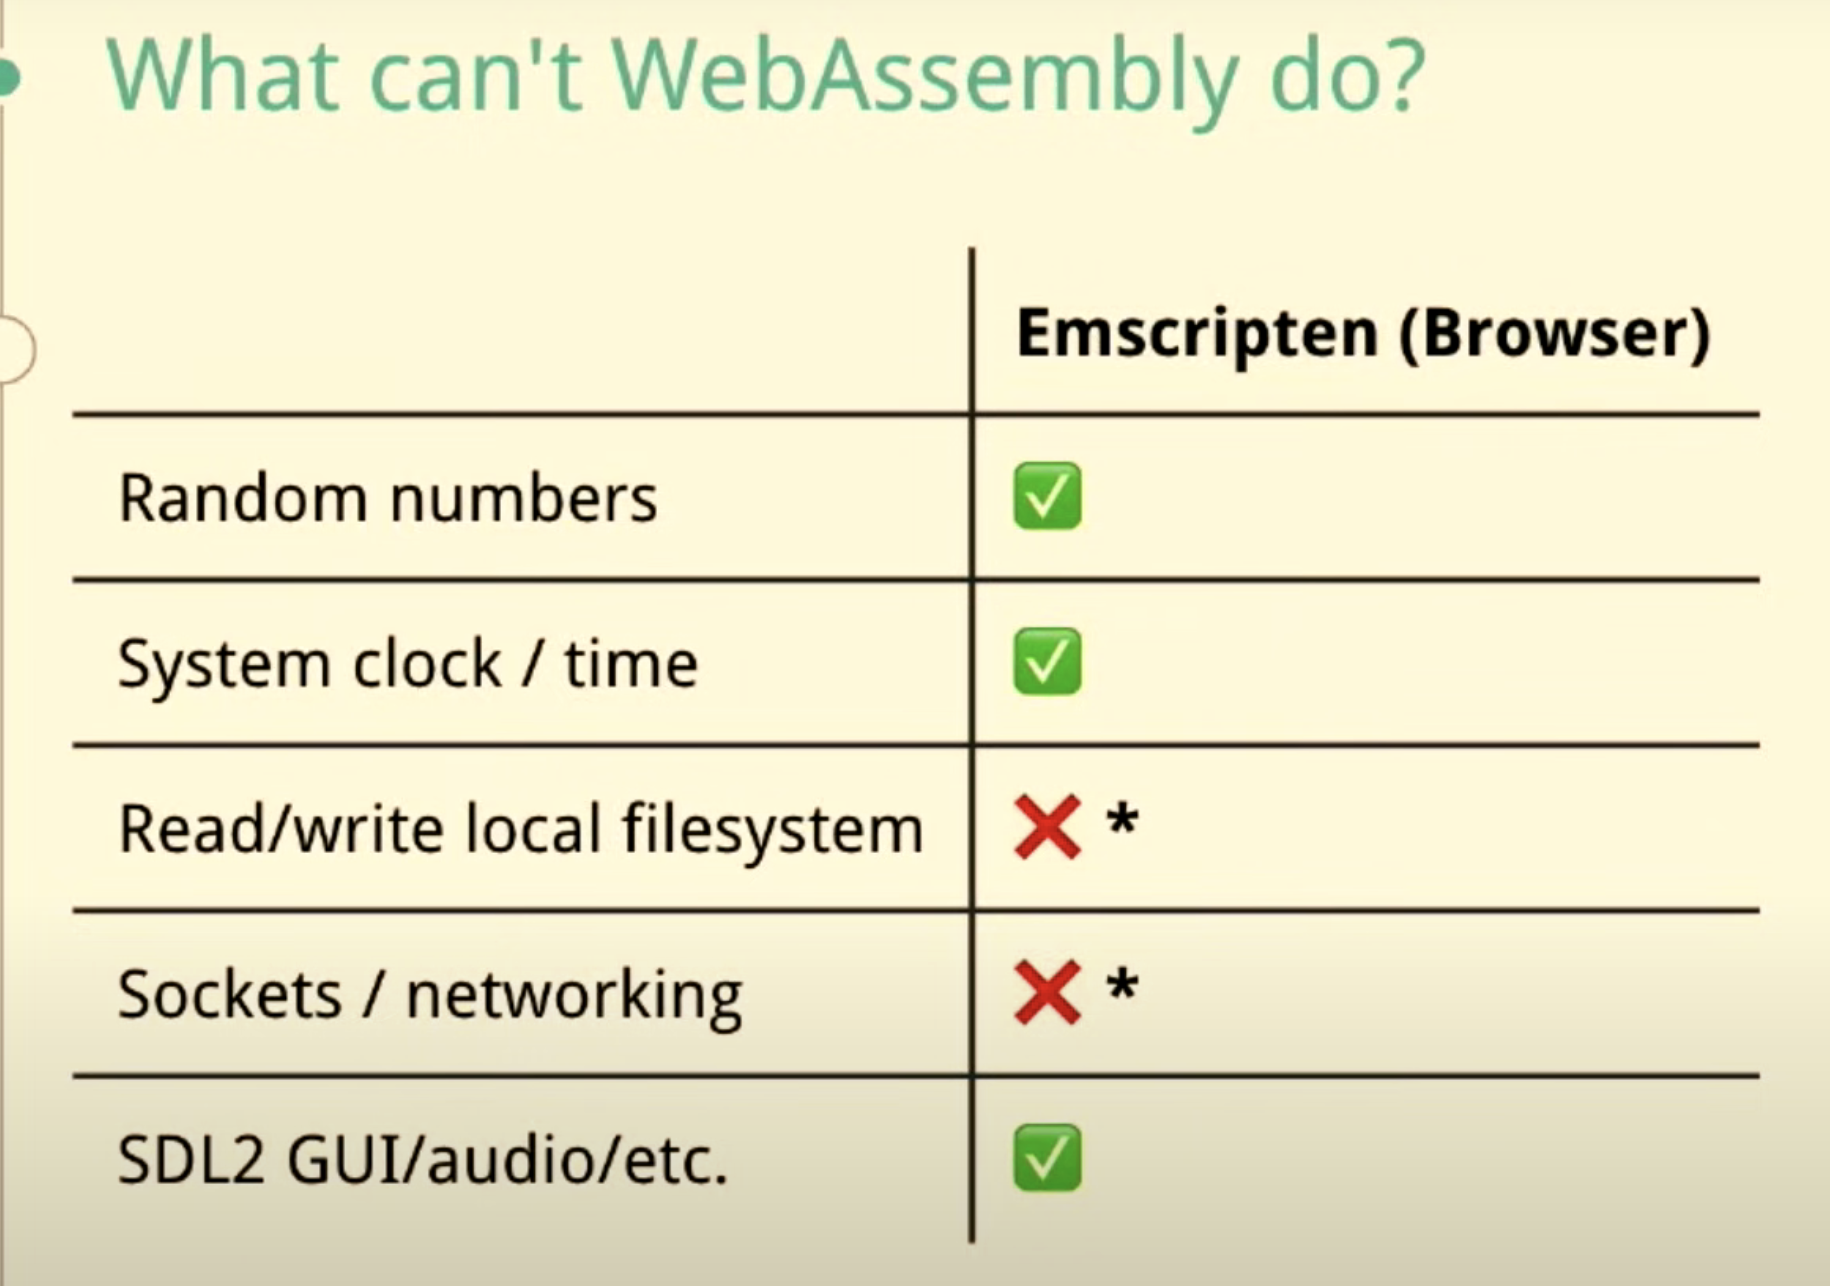 What can't WebAssembly do?
Emscripten (Browser)
Random numbers ✅
System clock / time ✅
Read/write local filesystem ❌ *
Sockets / networking ❌ *
SDL2 GUI/audio/etc. ✅